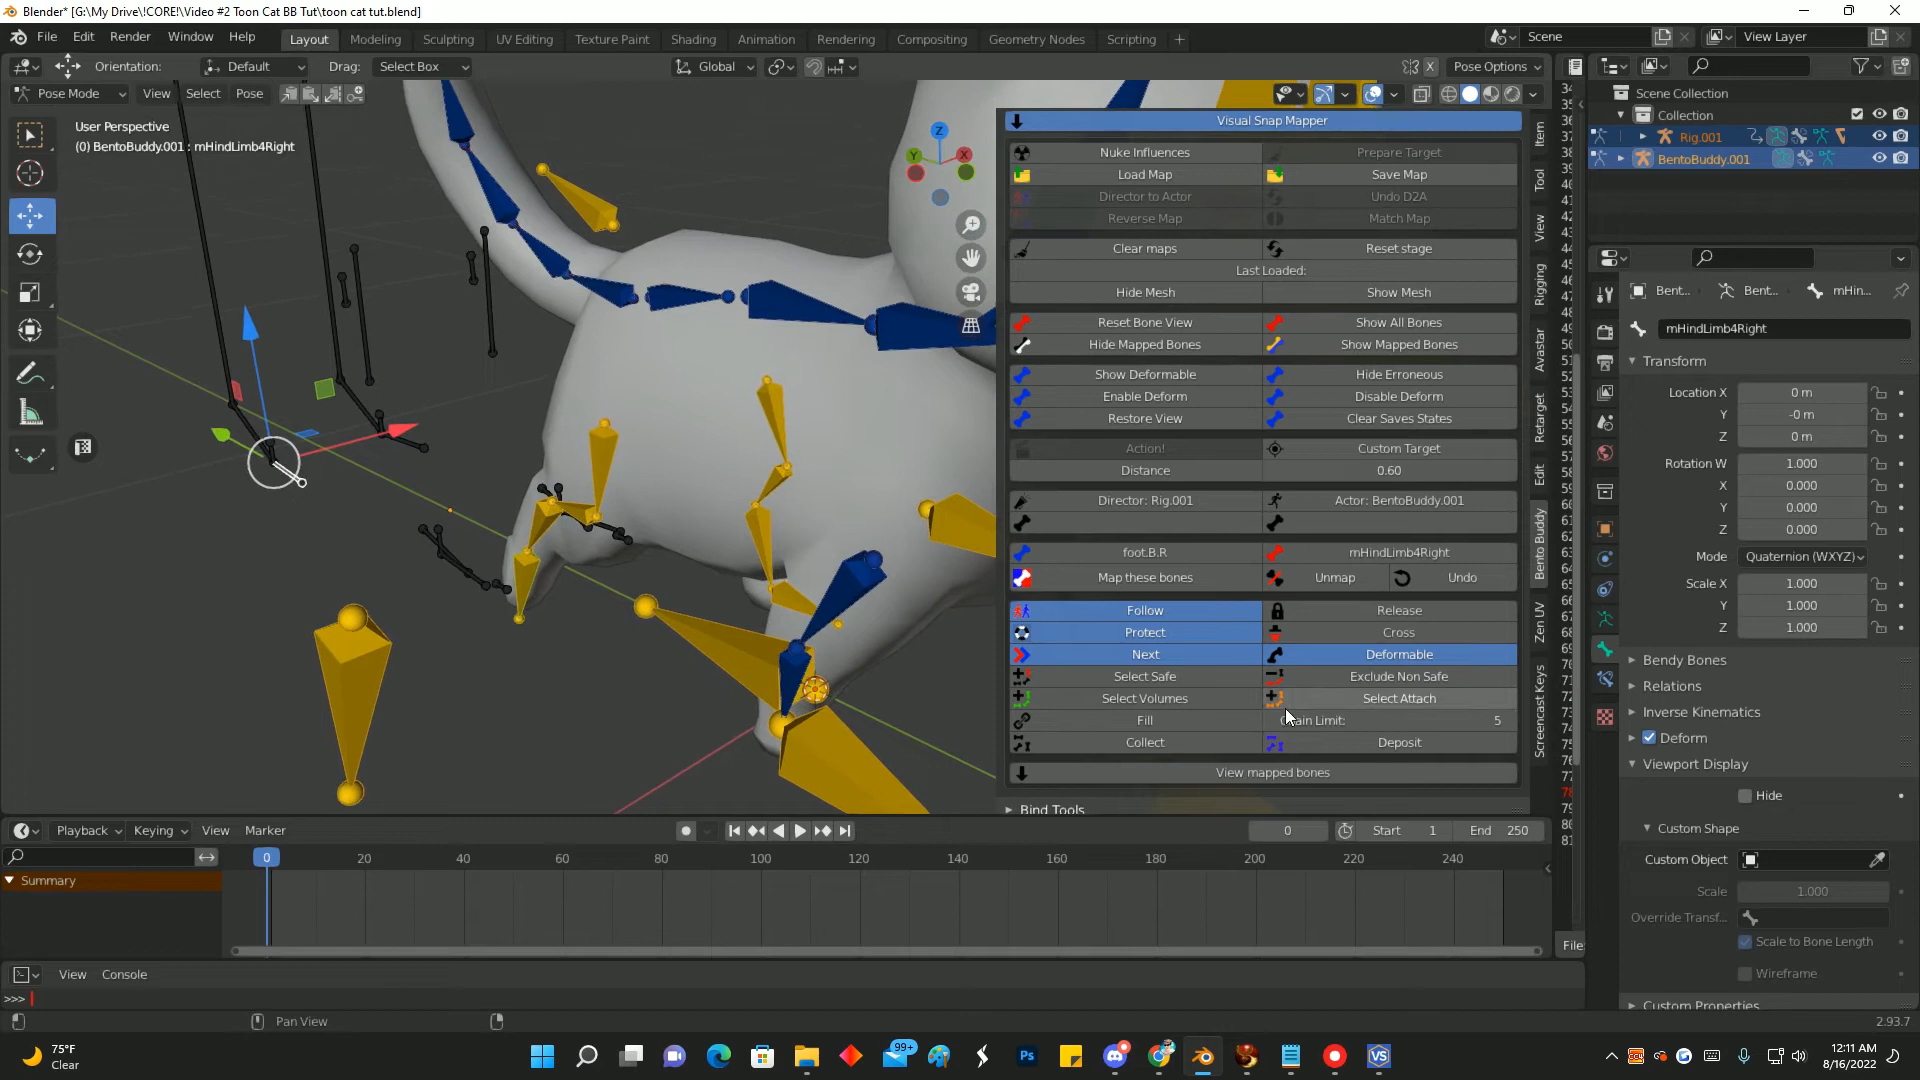 Blender* [G:\My Drive\!CORE!\Video #2 Toon Cat BB Tut\toon cat tut.blend]
File Edit Render Window Help
Layout Modeling Sculpting UV Editing Texture Paint Shading Animation Rendering Compositing Geometry Nodes Scripting +
Scene
View Layer
Orientation: Default Drag: Select Box Global Pose Options
Pose Mode View Select Pose
User Perspective
(0) BentoBuddy.001 : mHindLimb4Right
Visual Snap Mapper
Nuke Influences Prepare Target
Load Map Save Map
Director to Actor Undo D2A
Reverse Map Match Map
Clear maps Reset stage
Last Loaded:
Hide Mesh Show Mesh
Reset Bone View Show All Bones
Hide Mapped Bones Show Mapped Bones
Show Deformable Hide Erroneous
Enable Deform Disable Deform
Restore View Clear Saves States
Action! Custom Target
Distance 0.60
Director: Rig.001 Actor: BentoBuddy.001
foot.B.R mHindLimb4Right
Map these bones Unmap Undo
Follow Release
Protect Cross
Next Deformable
Select Safe Exclude Non Safe
Select Volumes Select Attach
Fill Chain Limit: 5
Collect Deposit
View mapped bones
Bind Tools
Item
Tool
View
Rigging
Avastar
Retarget
Edit
Bento Buddy
Zen UV
Screencast Keys
Scene Collection
Collection
Rig.001
BentoBuddy.001
Bent... Bent... mHin...
mHindLimb4Right
Transform
Location X 0 m
Y -0 m
Z 0 m
Rotation W 1.000
X 0.000
Y 0.000
Z 0.000
Mode Quaternion (WXYZ)
Scale X 1.000
Y 1.000
Z 1.000
Bendy Bones
Relations
Inverse Kinematics
Deform
Viewport Display
Hide
Custom Shape
Custom Object
Scale 1.000
Override Transf...
Scale to Bone Length
Wireframe
Custom Properties
Playback Keying View Marker
0 Start 1 End 250
0 20 40 60 80 100 120 140 160 180 200 220 240
Summary
File:
View Console
>>>
Pan View
2.93.7
75°F
Clear
99+
Ps
VS
12:11 AM
8/16/2022